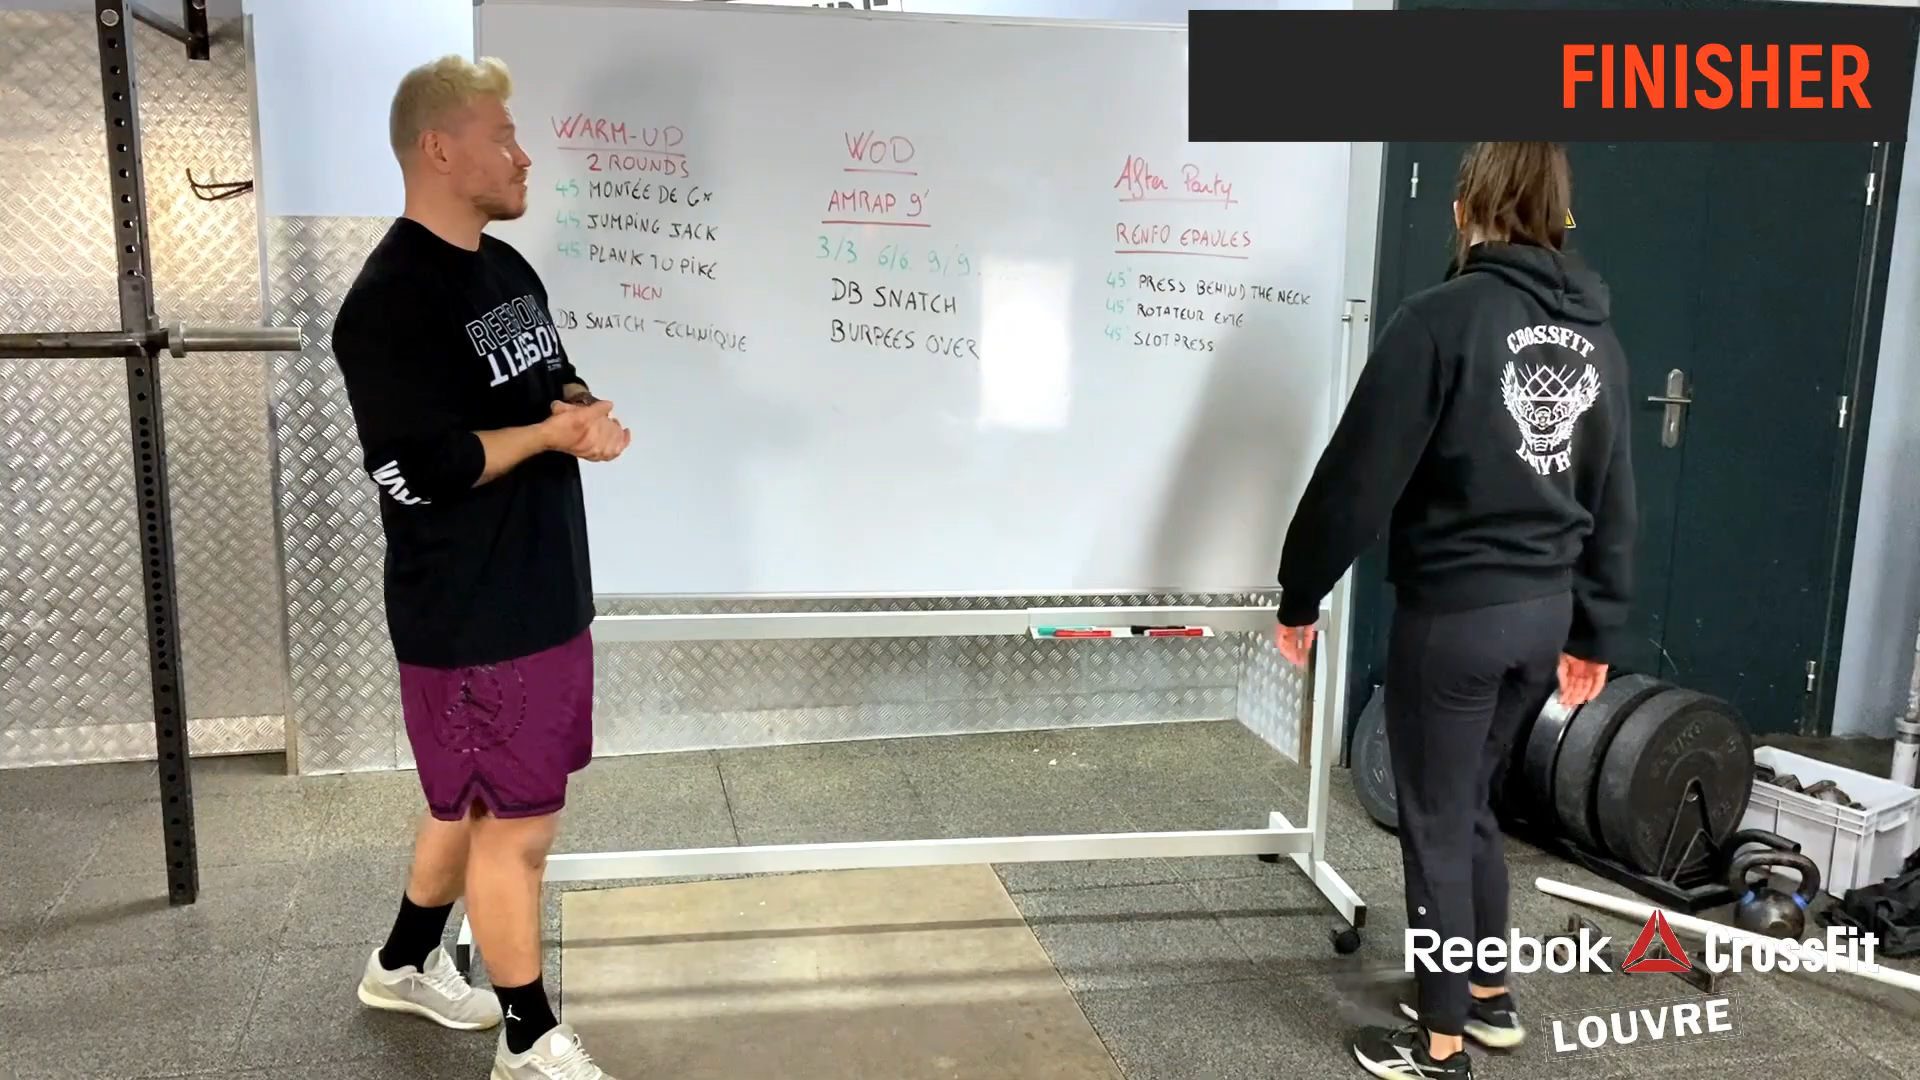 FINISHER
WARM-UP
2 ROUNDS
45 MONTÉE DE Gx
45 JUMPING JACK
45 PLANK TO PIKE
THEN
DB SNATCH TECHNIQUE
WOD
AMRAP 9'
3/3 6/6 9/9 ....
DB SNATCH
BURPEES OVER
After Party
RENFO EPAULES
45" PRESS BEHIND THE NECK
45" ROTATEUR EXTE
45" SLOT PRESS
REEBOK
CROSSFIT
CROSSFIT
LOUVRE
Reebok CrossFit
LOUVRE